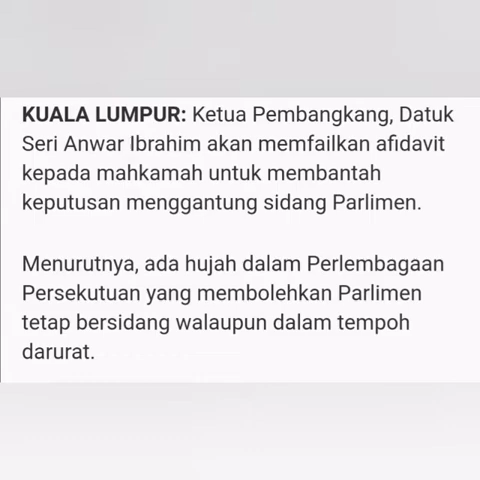 KUALA LUMPUR: Ketua Pembangkang, Datuk
Seri Anwar Ibrahim akan memfailkan afidavit
kepada mahkamah untuk membantah
keputusan menggantung sidang Parlimen.
Menurutnya, ada hujah dalam Perlembagaan
Persekutuan yang membolehkan Parlimen
tetap bersidang walaupun dalam tempoh
darurat.